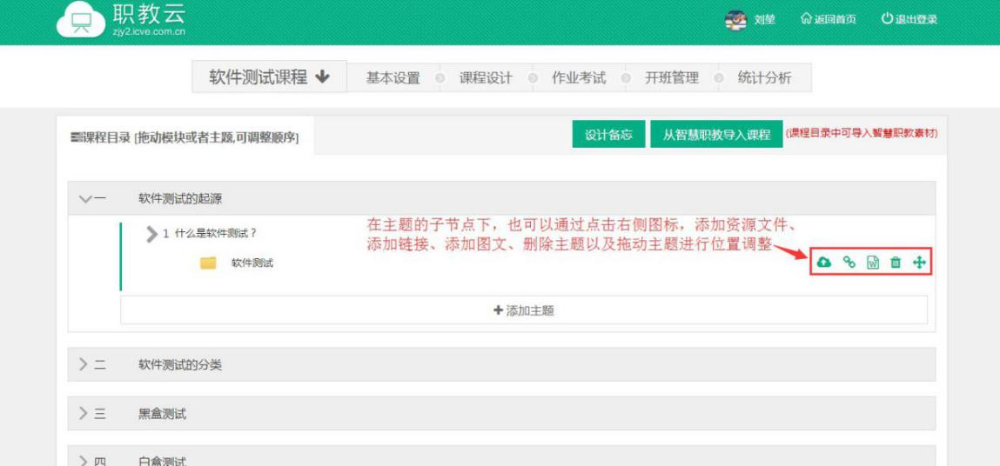 职教云
zjy2.icve.com.cn
刘堃 返回首页 退出登录
软件测试课程 基本设置 课程设计 作业考试 开班管理 统计分析
课程目录 [拖动模块或者主题,可调整顺序] 设计备忘 从智慧职教导入课程 (课程目录中可导入智慧职教素材)
一 软件测试的起源
1 什么是软件测试？
在主题的子节点下，也可以通过点击右侧图标，添加资源文件、
添加链接、添加图文、删除主题以及拖动主题进行位置调整
软件测试
添加主题
二 软件测试的分类
三 黑盒测试
四 白盒测试